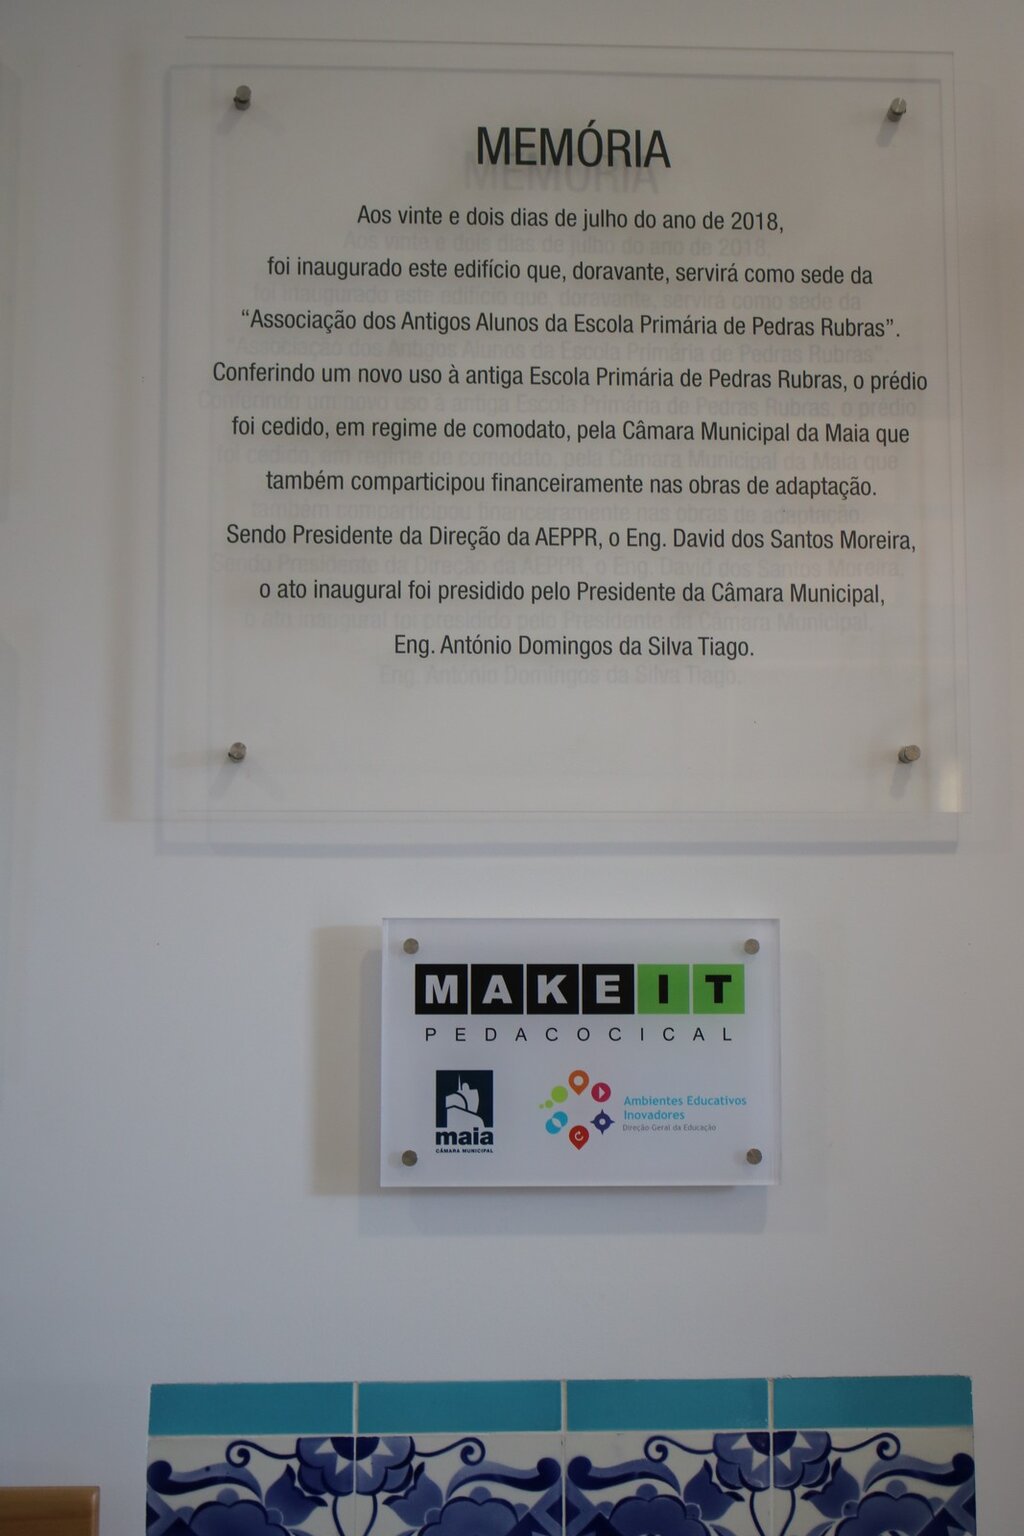 MEMÓRIA
Aos vinte e dois dias de julho do ano de 2018,
foi inaugurado este edifício que, doravante, servirá como sede da
“Associação dos Antigos Alunos da Escola Primária de Pedras Rubras”.
Conferindo um novo uso à antiga Escola Primária de Pedras Rubras, o prédio
foi cedido, em regime de comodato, pela Câmara Municipal da Maia que
também comparticipou financeiramente nas obras de adaptação.
Sendo Presidente da Direção da AEPPR, o Eng. David dos Santos Moreira,
o ato inaugural foi presidido pelo Presidente da Câmara Municipal,
Eng. António Domingos da Silva Tiago.
MAKEIT
PEDACOCICAL
maia
CÂMARA MUNICIPAL
Ambientes Educativos
Inovadores
Direção Geral da Educação